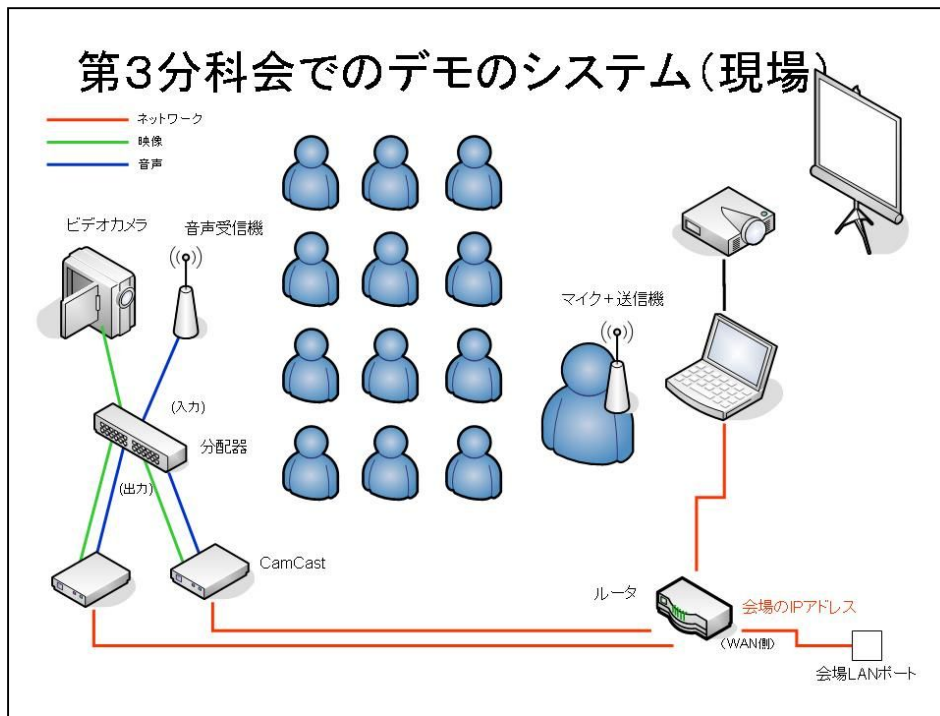 第3分科会でのデモのシステム(現場)
ネットワーク
映像
音声
ビデオカメラ
音声受信機
マイク+送信機
(入力)
分配器
(出力)
CamCast
ルータ
会場のIPアドレス
(WAN側)
会場LANポート